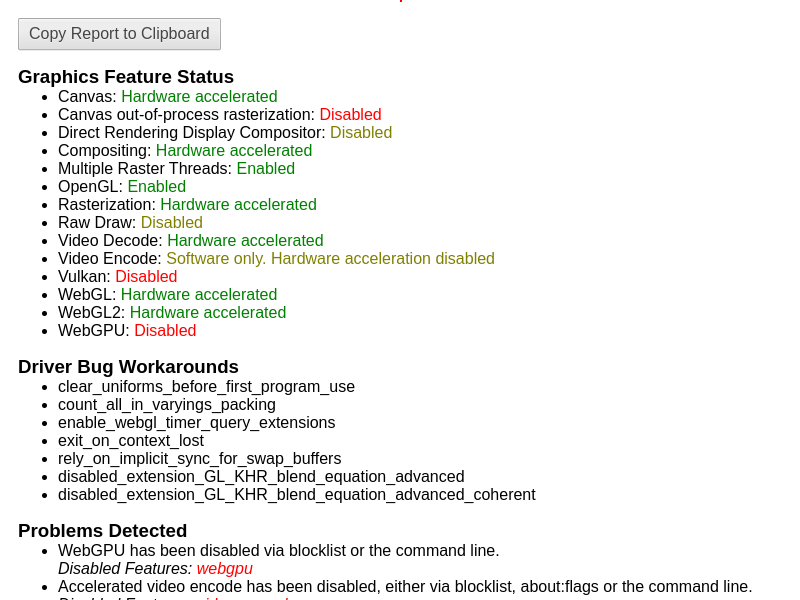 Copy Report to Clipboard
Graphics Feature Status
Canvas: Hardware accelerated
Canvas out-of-process rasterization: Disabled
Direct Rendering Display Compositor: Disabled
Compositing: Hardware accelerated
Multiple Raster Threads: Enabled
OpenGL: Enabled
Rasterization: Hardware accelerated
Raw Draw: Disabled
Video Decode: Hardware accelerated
Video Encode: Software only. Hardware acceleration disabled
Vulkan: Disabled
WebGL: Hardware accelerated
WebGL2: Hardware accelerated
WebGPU: Disabled
Driver Bug Workarounds
clear_uniforms_before_first_program_use
count_all_in_varyings_packing
enable_webgl_timer_query_extensions
exit_on_context_lost
rely_on_implicit_sync_for_swap_buffers
disabled_extension_GL_KHR_blend_equation_advanced
disabled_extension_GL_KHR_blend_equation_advanced_coherent
Problems Detected
WebGPU has been disabled via blocklist or the command line.
Disabled Features: webgpu
Accelerated video encode has been disabled, either via blocklist, about:flags or the command line.